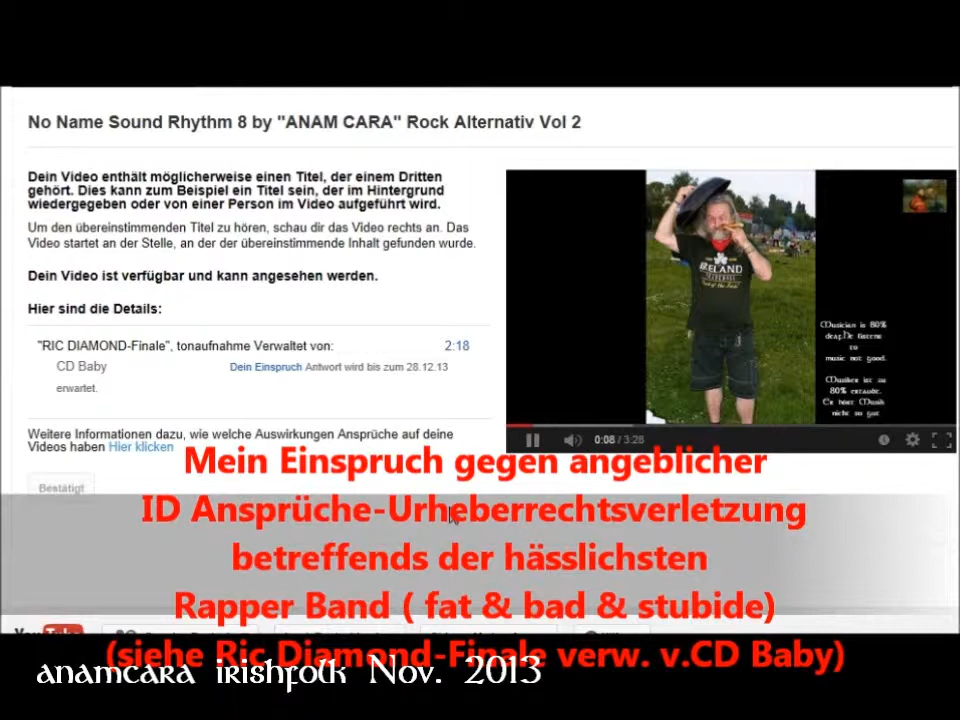 No Name Sound Rhythm 8 by "ANAM CARA" Rock Alternativ Vol 2
Dein Video enthält möglicherweise einen Titel, der einem Dritten
gehört. Dies kann zum Beispiel ein Titel sein, der im Hintergrund
wiedergegeben oder von einer Person im Video aufgeführt wird.
Um den übereinstimmenden Titel zu hören, schau dir das Video rechts an. Das
Video startet an der Stelle, an der der übereinstimmende Inhalt gefunden wurde.
Dein Video ist verfügbar und kann angesehen werden.
Hier sind die Details:
"RIC DIAMOND-Finale", tonaufnahme Verwaltet von: 2:18
CD Baby Dein Einspruch Antwort wird bis zum 28.12.13
erwartet.
Weitere Informationen dazu, wie welche Auswirkungen Ansprüche auf deine
Videos haben Hier klicken
Bestätigt
IRELAND
Musician is 80%
deaf.He listens
to
music not good.
Musiker ist zu
80% ertaubt.
Er hört Musik
nicht so gut
0:08 / 3:28
Mein Einspruch gegen angeblicher
ID Ansprüche-Urheberrechtsverletzung
betreffends der hässlichsten
Rapper Band ( fat & bad & stubide)
(siehe Ric Diamond-Finale verw. v.CD Baby)
anamcara irishfolk Nov. 2013